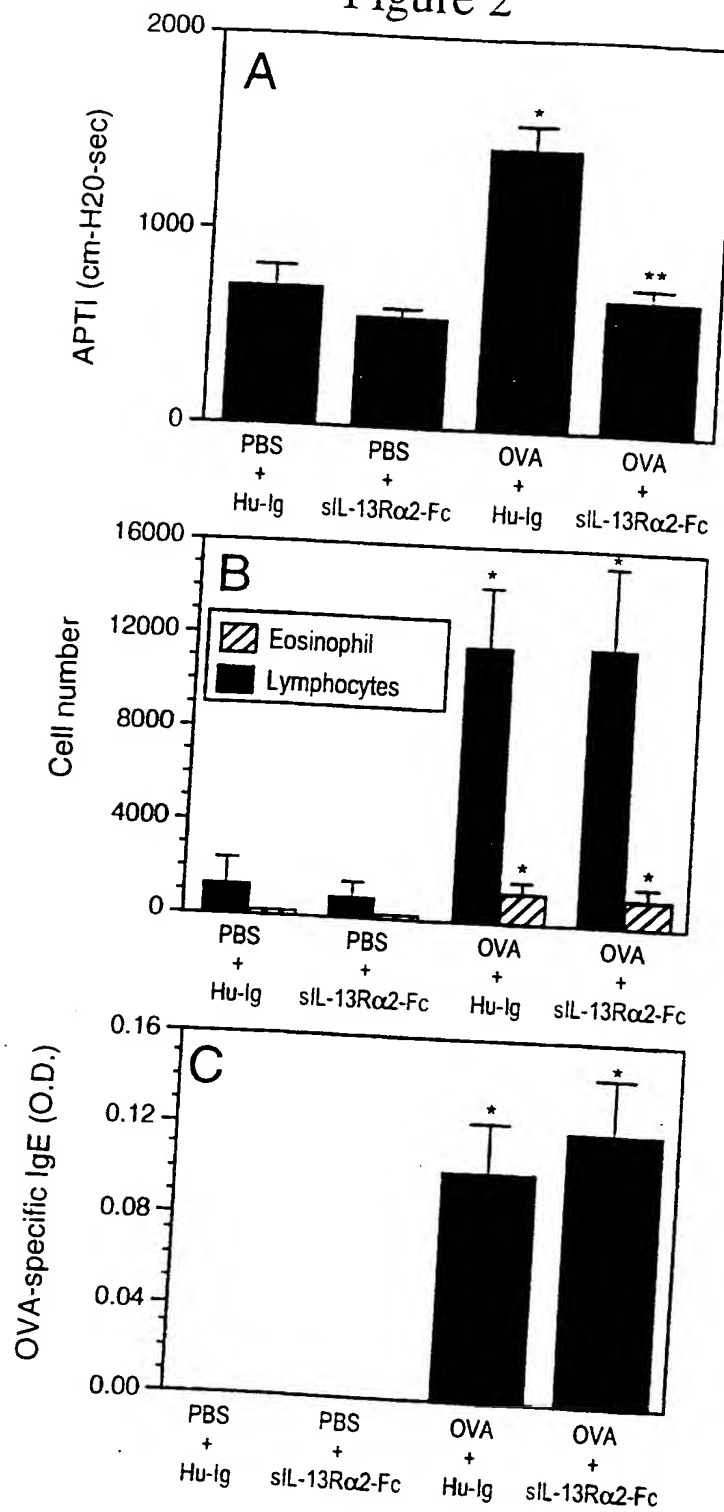 Figure 2
A
APTI (cm-H20-sec)
2000
1000
0
*
**
PBS + Hu-Ig
PBS + sIL-13Rα2-Fc
OVA + Hu-Ig
OVA + sIL-13Rα2-Fc
B
Cell number
16000
12000
8000
4000
0
Eosinophil
Lymphocytes
*
*
*
*
PBS + Hu-Ig
PBS + sIL-13Rα2-Fc
OVA + Hu-Ig
OVA + sIL-13Rα2-Fc
C
OVA-specific IgE (O.D.)
0.16
0.12
0.08
0.04
0.00
*
*
PBS + Hu-Ig
PBS + sIL-13Rα2-Fc
OVA + Hu-Ig
OVA + sIL-13Rα2-Fc